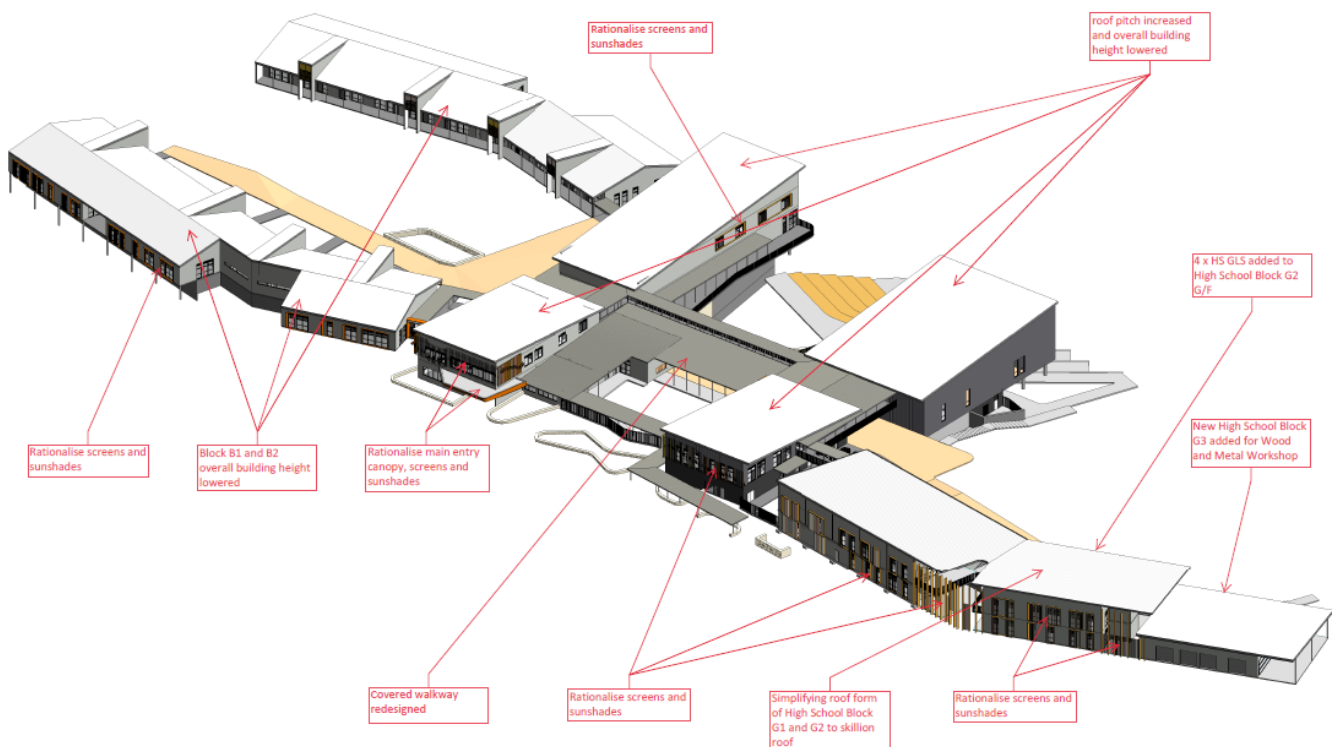 Rationalise screens and
sunshades
roof pitch increased
and overall building
height lowered
4 x HS GLS added to
High School Block G2
G/F
New High School Block
G3 added for Wood
and Metal Workshop
Rationalise screens and
sunshades
Block B1 and B2
overall building height
lowered
Rationalise main entry
canopy, screens and
sunshades
Covered walkway
redesigned
Rationalise screens and
sunshades
Simplifying roof form
of High School Block
G1 and G2 to skillion
roof
Rationalise screens and
sunshades